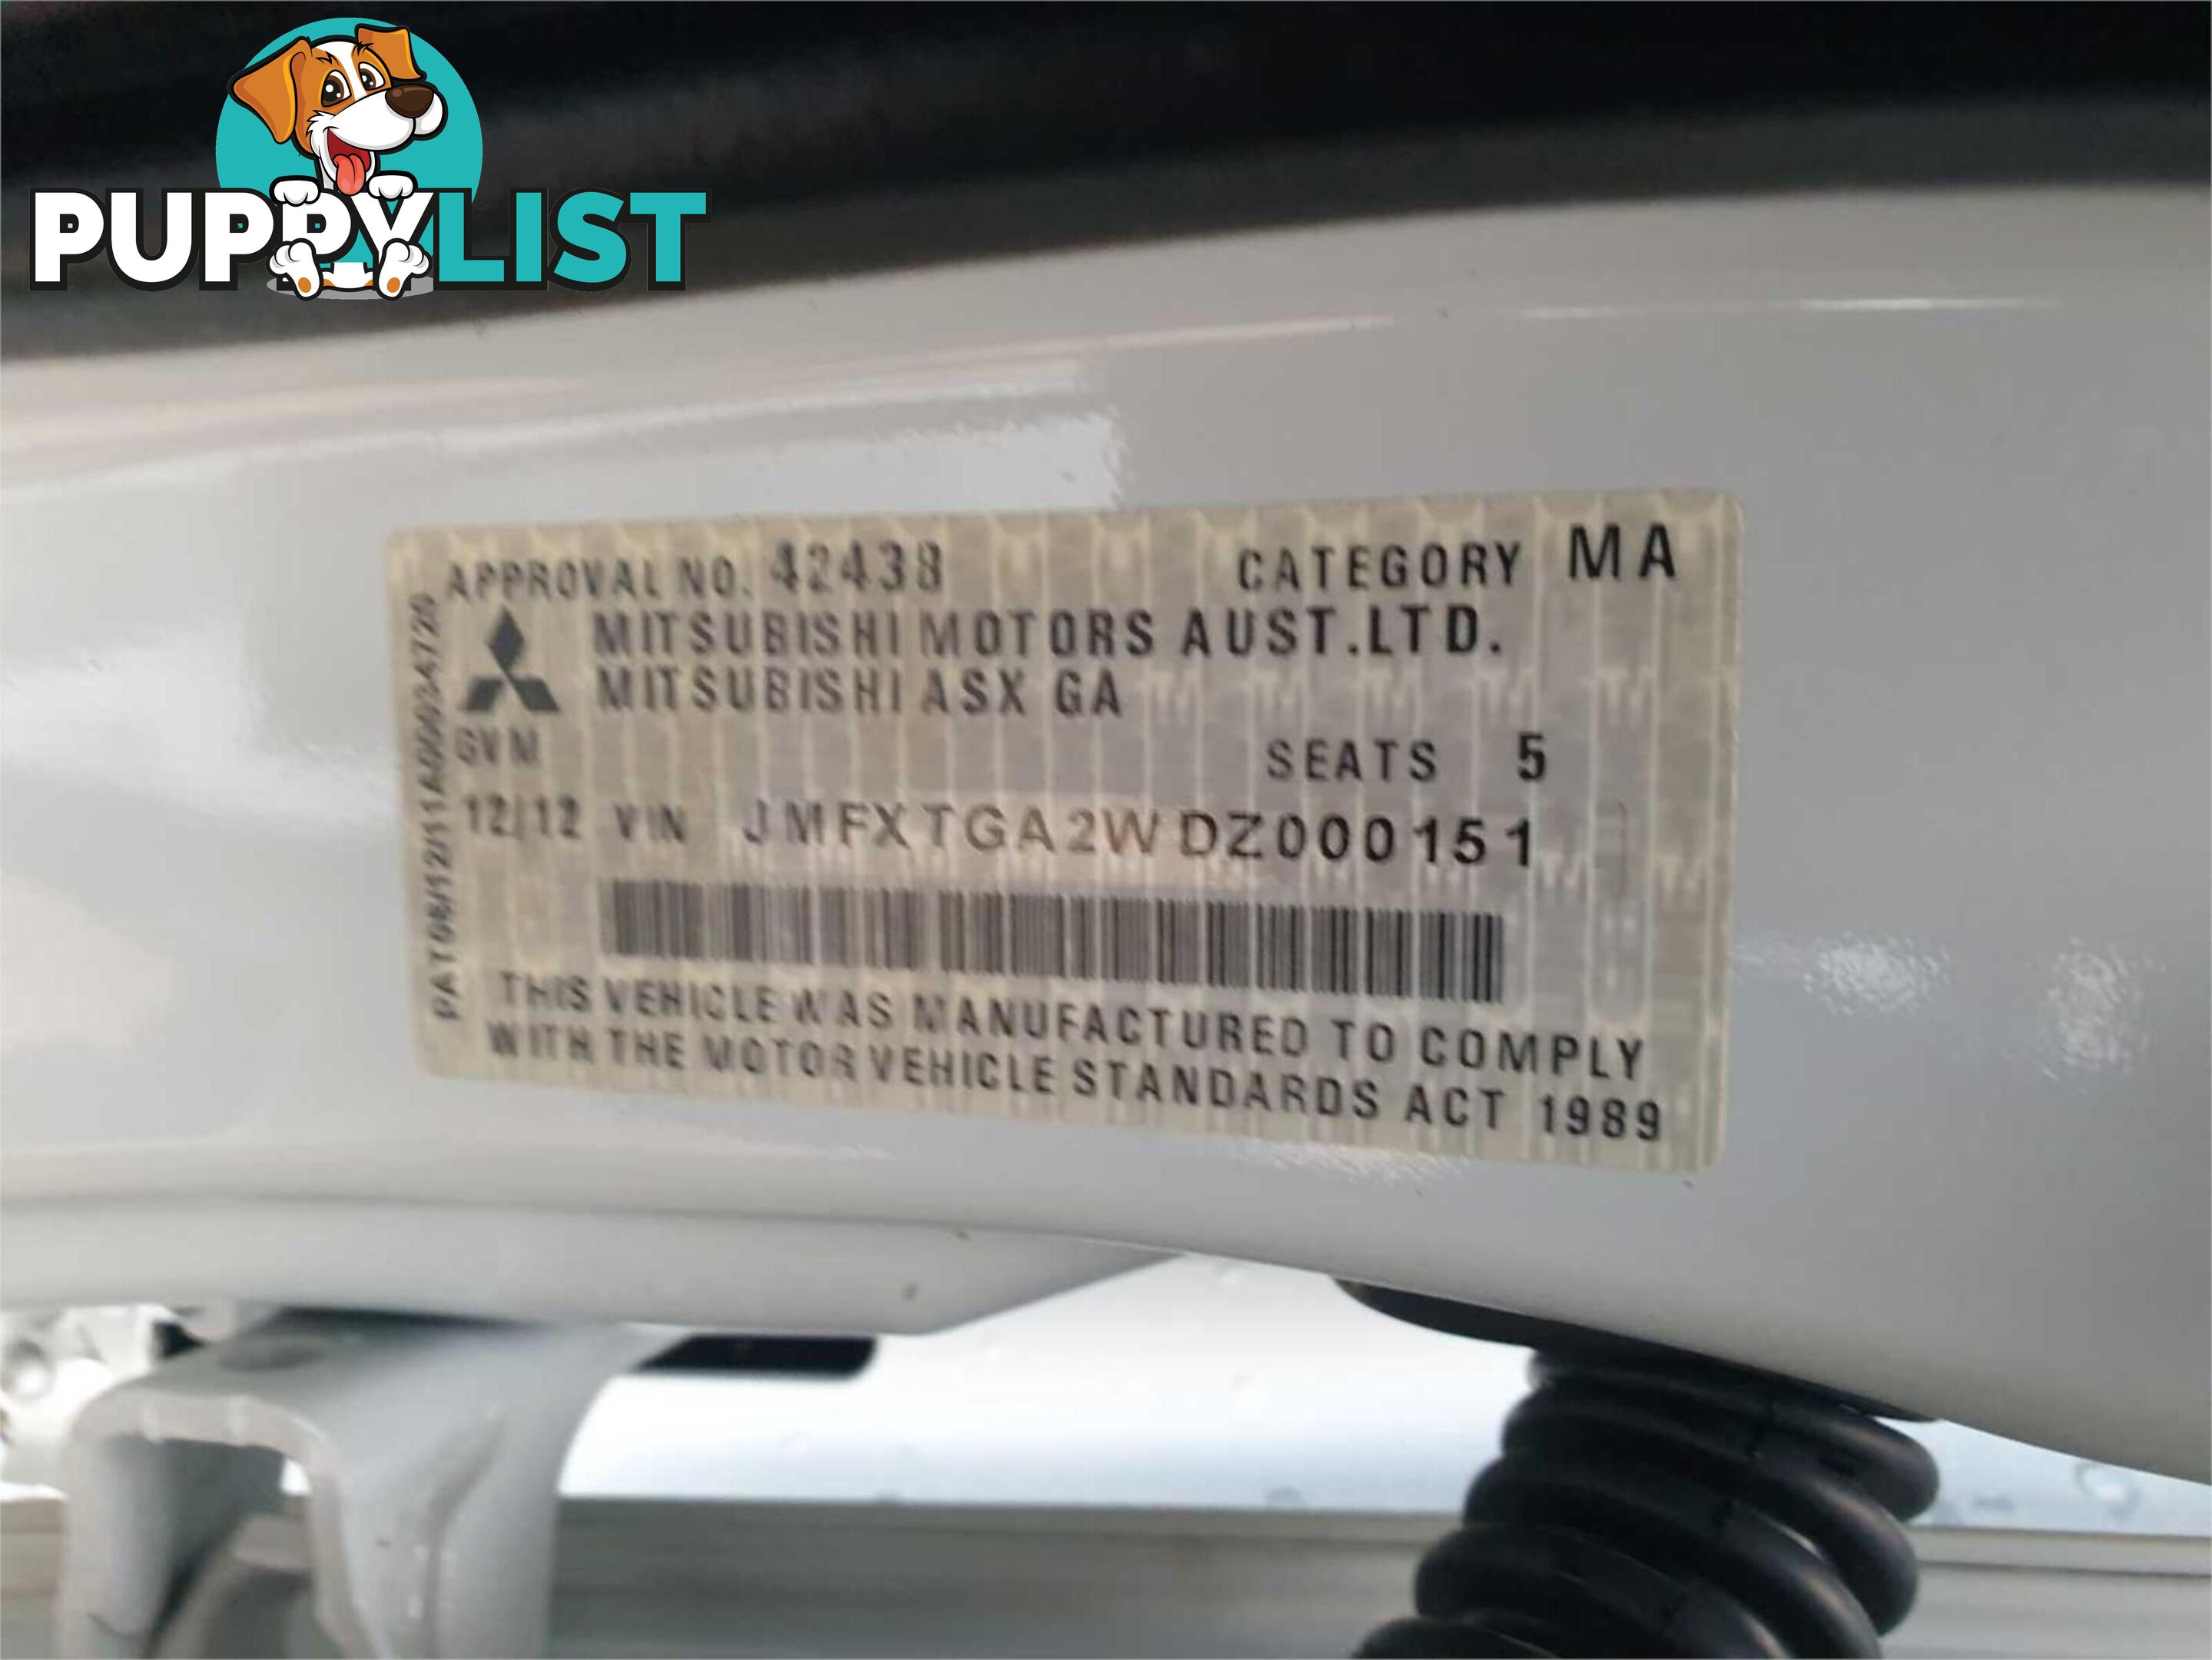 PUPPYLIST
APPROVAL NO. 42438 CATEGORY MA
MITSUBISHI MOTORS AUST.LTD.
MITSUBISHI ASX GA
GVM SEATS 5
12/12 VIN JMFXTGA2WDZ000151
THIS VEHICLE WAS MANUFACTURED TO COMPLY
WITH THE MOTOR VEHICLE STANDARDS ACT 1989